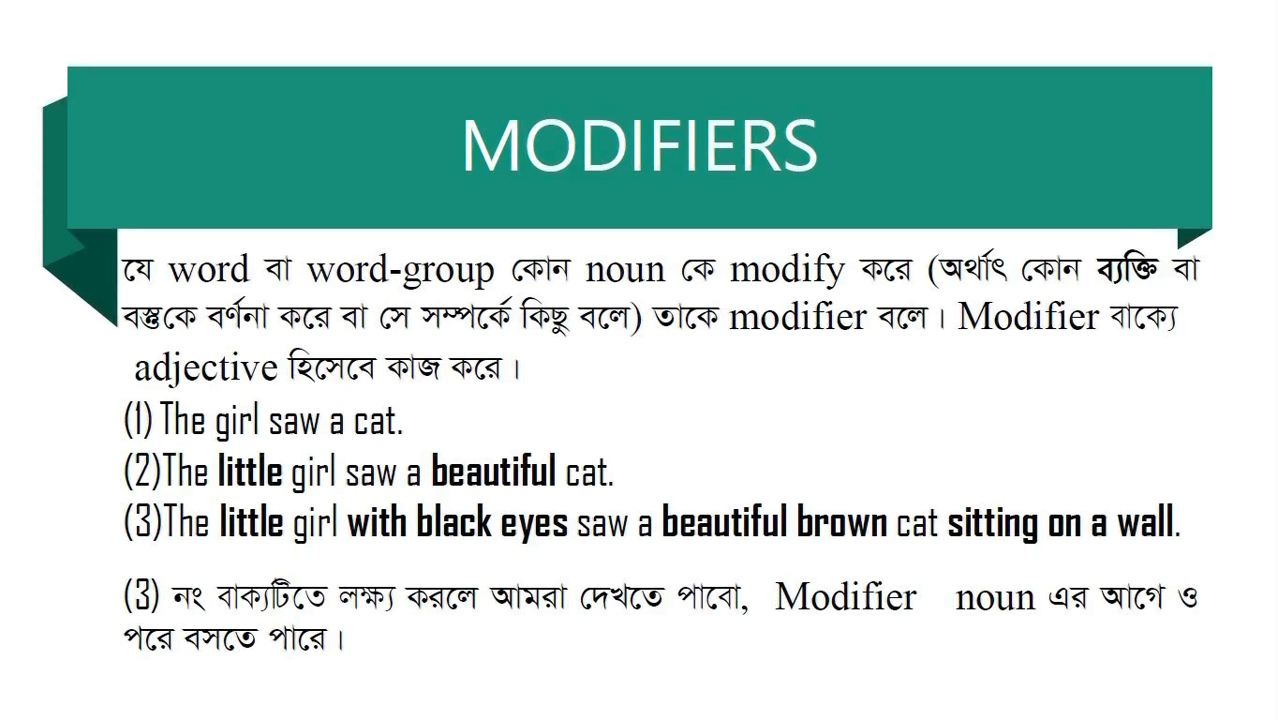 MODIFIERS
যে word বা word-group কোন noun কে modify করে (অর্থাৎ কোন ব্যক্তি বা
বস্তুকে বর্ণনা করে বা সে সম্পর্কে কিছু বলে) তাকে modifier বলে। Modifier বাক্যে
adjective হিসেবে কাজ করে।
(1) The girl saw a cat.
(2)The little girl saw a beautiful cat.
(3)The little girl with black eyes saw a beautiful brown cat sitting on a wall.
(3) নং বাক্যটিতে লক্ষ্য করলে আমরা দেখতে পাবো, Modifier noun এর আগে ও
পরে বসতে পারে।